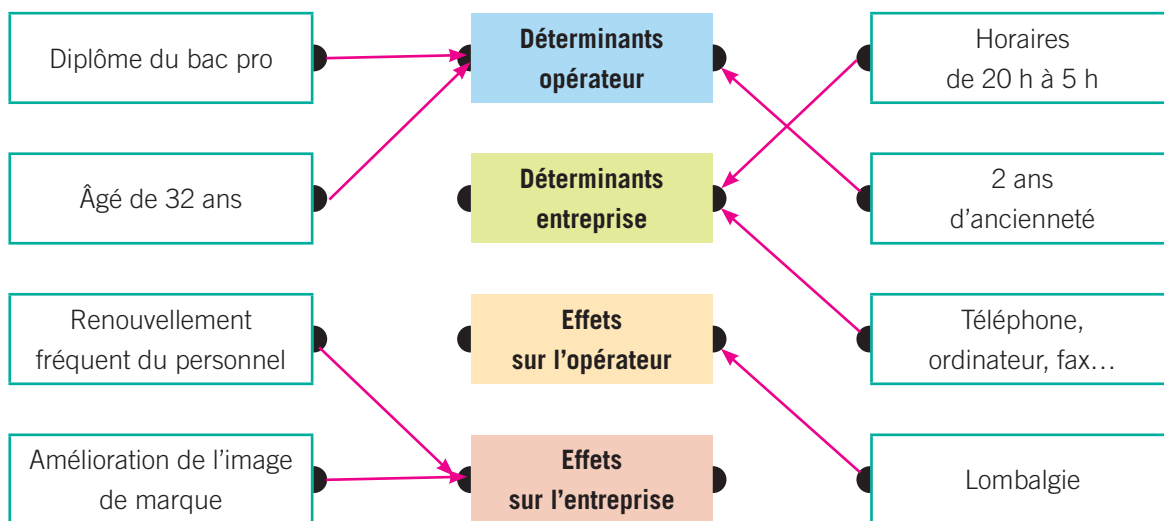 Diplôme du bac pro
Déterminants
opérateur
Horaires
de 20 h à 5 h
Âgé de 32 ans
Déterminants
entreprise
2 ans
d’ancienneté
Renouvellement
fréquent du personnel
Effets
sur l’opérateur
Téléphone,
ordinateur, fax…
Amélioration de l’image
de marque
Effets
sur l’entreprise
Lombalgie